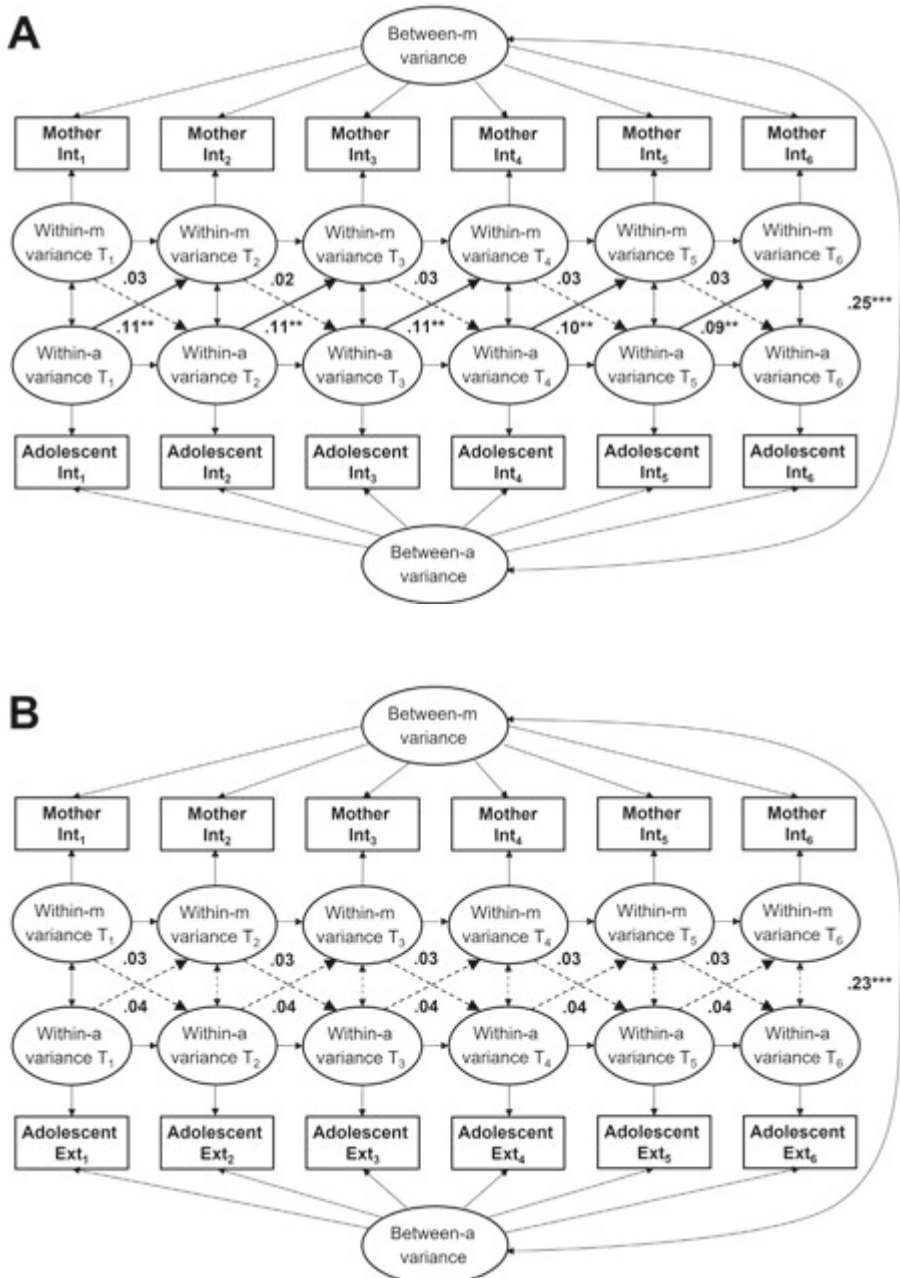 A
Between-m
variance
Mother
Int1
Mother
Int2
Mother
Int3
Mother
Int4
Mother
Int5
Mother
Int6
Within-m
variance T1
Within-m
variance T2
Within-m
variance T3
Within-m
variance T4
Within-m
variance T5
Within-m
variance T6
.03
.02
.03
.03
.03
.25***
.11**
.11**
.11**
.10**
.09**
Within-a
variance T1
Within-a
variance T2
Within-a
variance T3
Within-a
variance T4
Within-a
variance T5
Within-a
variance T6
Adolescent
Int1
Adolescent
Int2
Adolescent
Int3
Adolescent
Int4
Adolescent
Int5
Adolescent
Int6
Between-a
variance
B
Between-m
variance
Mother
Int1
Mother
Int2
Mother
Int3
Mother
Int4
Mother
Int5
Mother
Int6
Within-m
variance T1
Within-m
variance T2
Within-m
variance T3
Within-m
variance T4
Within-m
variance T5
Within-m
variance T6
.03
.03
.03
.03
.03
.23***
.04
.04
.04
.04
.04
Within-a
variance T1
Within-a
variance T2
Within-a
variance T3
Within-a
variance T4
Within-a
variance T5
Within-a
variance T6
Adolescent
Ext1
Adolescent
Ext2
Adolescent
Ext3
Adolescent
Ext4
Adolescent
Ext5
Adolescent
Ext6
Between-a
variance